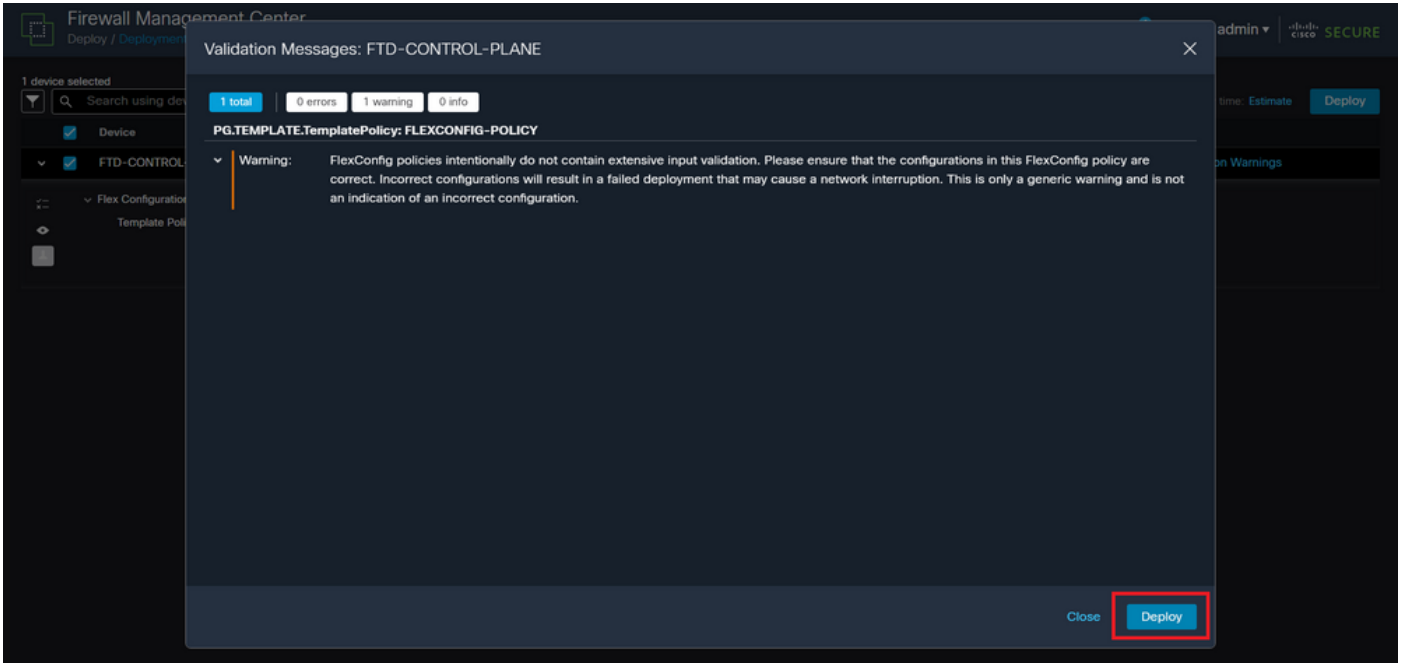 Firewall Management Center
Deploy / Deployment
admin
cisco SECURE
Validation Messages: FTD-CONTROL-PLANE
1 device selected
Search using
1 total 0 errors 1 warning 0 info
time: Estimate Deploy
Device
PG.TEMPLATE.TemplatePolicy: FLEXCONFIG-POLICY
FTD-CONTROL-
Warning: FlexConfig policies intentionally do not contain extensive input validation. Please ensure that the configurations in this FlexConfig policy are
Warnings
correct. Incorrect configurations will result in a failed deployment that may cause a network interruption. This is only a generic warning and is not
an indication of an incorrect configuration.
Flex Configuration
Template
Close Deploy